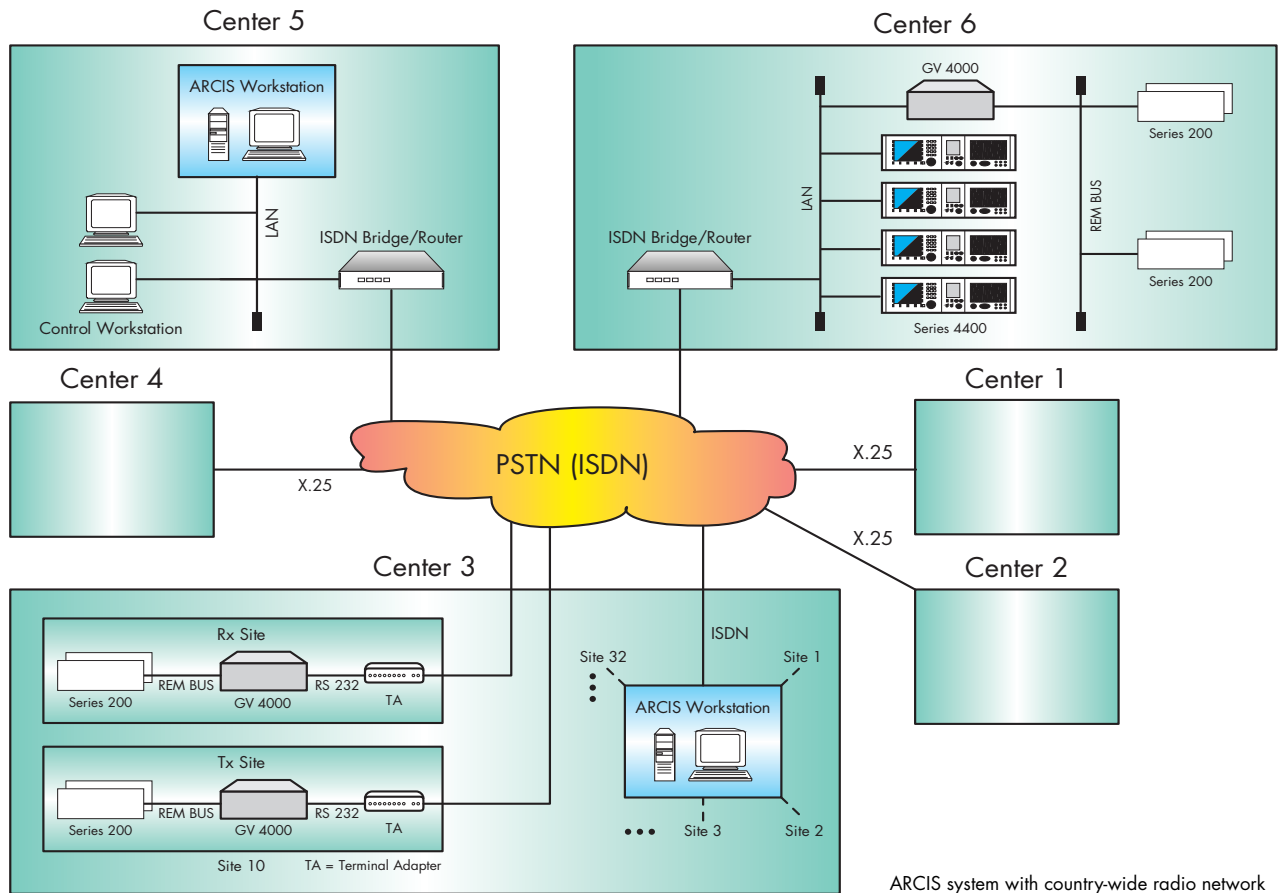 Center 5
ARCIS Workstation
LAN
ISDN Bridge/Router
Control Workstation
Center 6
GV 4000
Series 200
LAN
REM BUS
ISDN Bridge/Router
Series 200
Series 4400
Center 4
X.25
PSTN (ISDN)
Center 1
X.25
X.25
Center 2
Center 3
Rx Site
Series 200
REM BUS
GV 4000
RS 232
TA
Tx Site
Series 200
REM BUS
GV 4000
RS 232
TA
Site 10
TA = Terminal Adapter
ISDN
Site 32
Site 1
ARCIS Workstation
Site 3
Site 2
ARCIS system with country-wide radio network